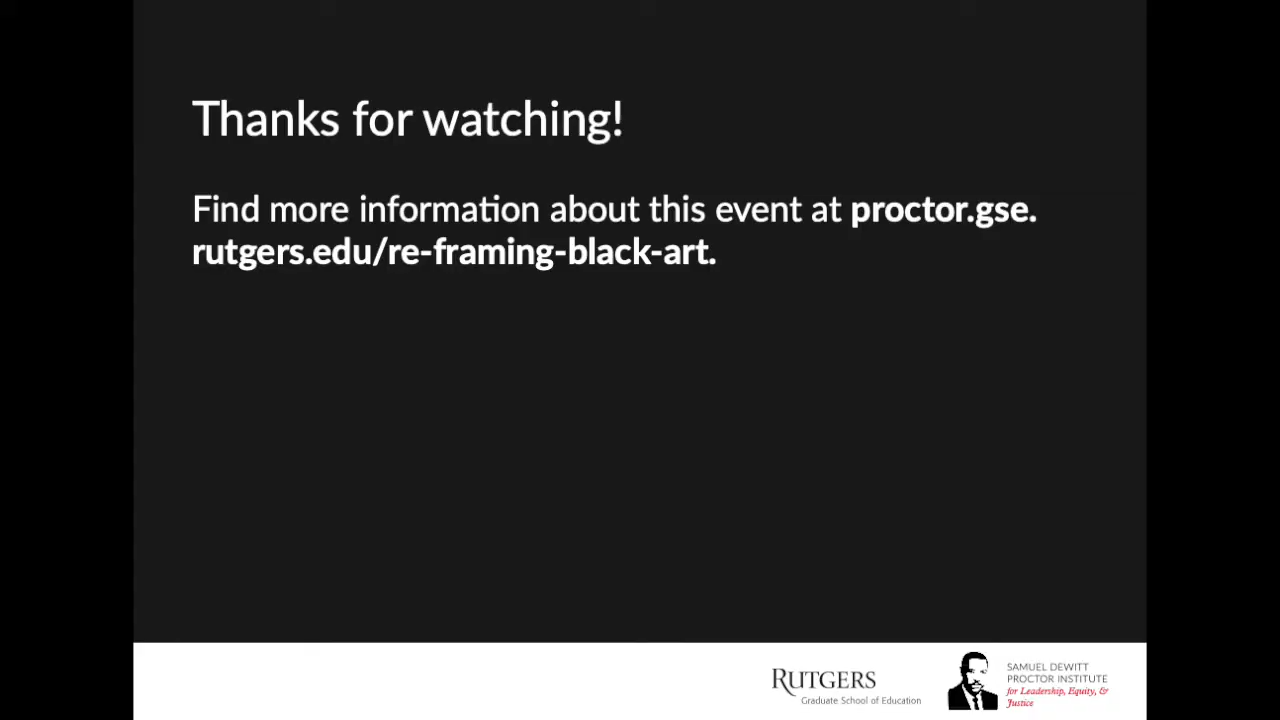 Thanks for watching!
Find more information about this event at proctor.gse.
rutgers.edu/re-framing-black-art.
RUTGERS
Graduate School of Education
SAMUEL DEWITT
PROCTOR INSTITUTE
for Leadership, Equity, &
Justice